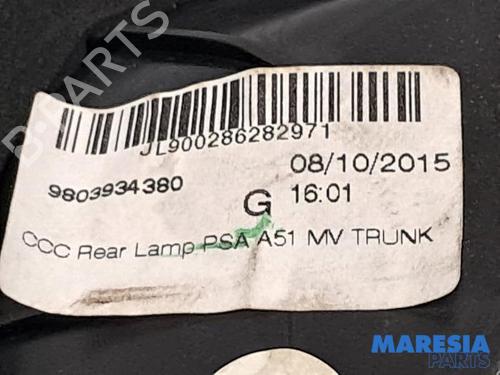 JL900286282971
9803934380
G
08/10/2015
16:01
CCC Rear Lamp PSA A51 MV TRUNK
B-PARTS
MARESIA
PARTS